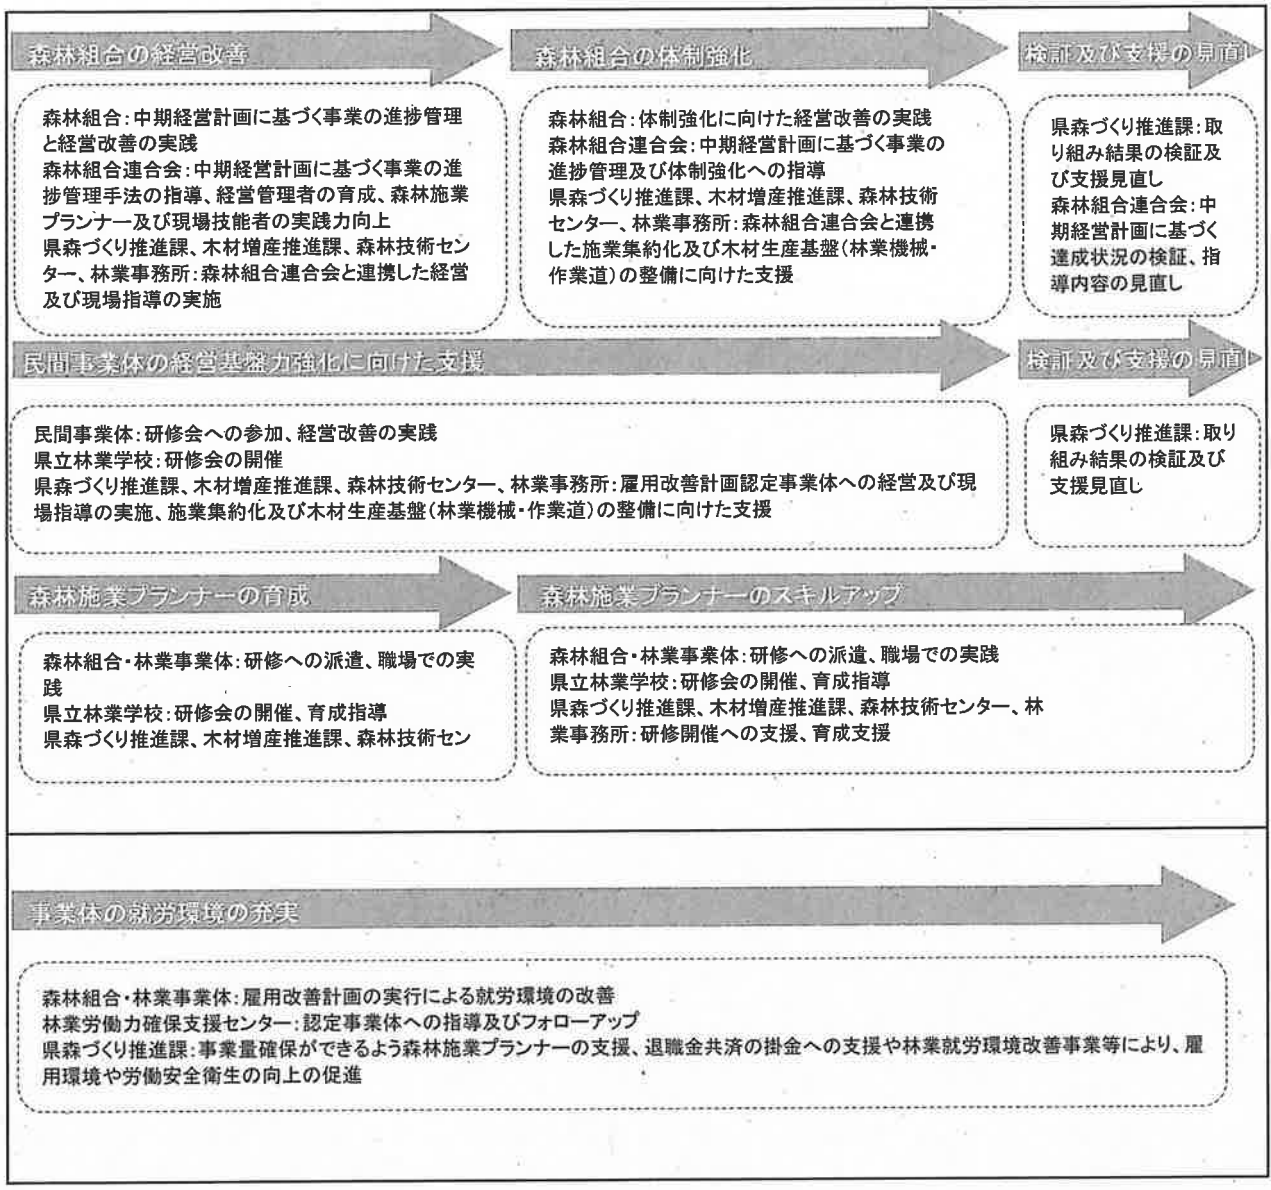 森林組合の経営改善
森林組合:中期経営計画に基づく事業の進捗管理
と経営改善の実践
森林組合連合会:中期経営計画に基づく事業の進
捗管理手法の指導、経営管理者の育成、森林施業
プランナー及び現場技能者の実践力向上
県森づくり推進課、木材増産推進課、森林技術セン
ター、林業事務所:森林組合連合会と連携した経営
及び現場指導の実施
森林組合の体制強化
森林組合:体制強化に向けた経営改善の実践
森林組合連合会:中期経営計画に基づく事業の
進捗管理及び体制強化への指導
県森づくり推進課、木材増産推進課、森林技術
センター、林業事務所:森林組合連合会と連携
した施業集約化及び木材生産基盤(林業機械・
作業道)の整備に向けた支援
検証及び支援の見直し
県森づくり推進課:取
り組み結果の検証及
び支援見直し
森林組合連合会:中
期経営計画に基づく
達成状況の検証、指
導内容の見直し
民間事業体の経営基盤力強化に向けた支援
民間事業体:研修会への参加、経営改善の実践
県立林業学校:研修会の開催
県森づくり推進課、木材増産推進課、森林技術センター、林業事務所:雇用改善計画認定事業体への経営及び現
場指導の実施、施業集約化及び木材生産基盤(林業機械・作業道)の整備に向けた支援
検証及び支援の見直し
県森づくり推進課:取り
組み結果の検証及び
支援見直し
森林施業プランナーの育成
森林組合・林業事業体:研修への派遣、職場での実
践
県立林業学校:研修会の開催、育成指導
県森づくり推進課、木材増産推進課、森林技術セン
森林施業プランナーのスキルアップ
森林組合・林業事業体:研修への派遣、職場での実践
県立林業学校:研修会の開催、育成指導
県森づくり推進課、木材増産推進課、森林技術センター、林
業事務所:研修開催への支援、育成支援
事業体の就労環境の充実
森林組合・林業事業体:雇用改善計画の実行による就労環境の改善
林業労働力確保支援センター:認定事業体への指導及びフォローアップ
県森づくり推進課:事業量確保ができるよう森林施業プランナーの支援、退職金共済の掛金への支援や林業就労環境改善事業等により、雇
用環境や労働安全衛生の向上の促進